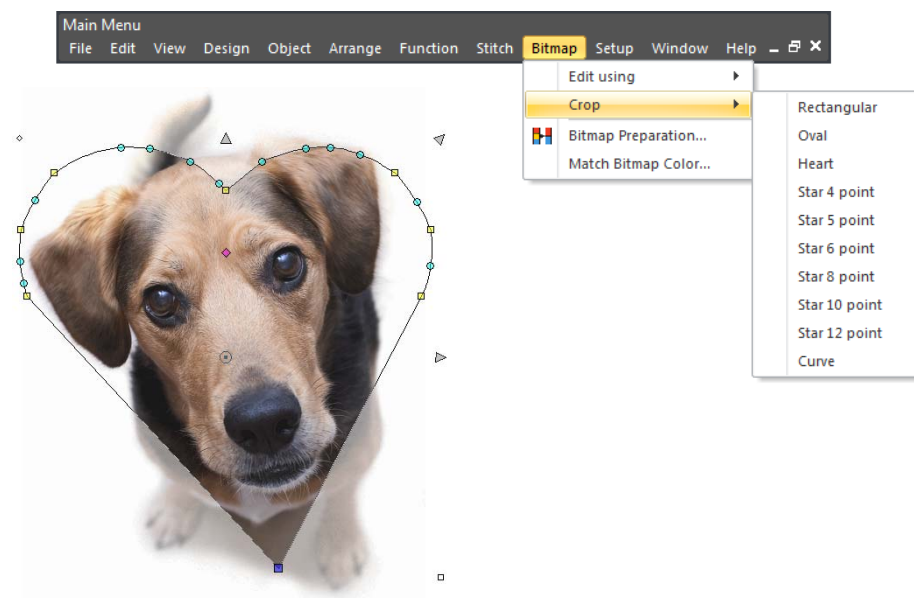 Main Menu
File Edit View Design Object Arrange Function Stitch Bitmap Setup Window Help
Edit using
Crop
Bitmap Preparation...
Match Bitmap Color...
Rectangular
Oval
Heart
Star 4 point
Star 5 point
Star 6 point
Star 8 point
Star 10 point
Star 12 point
Curve